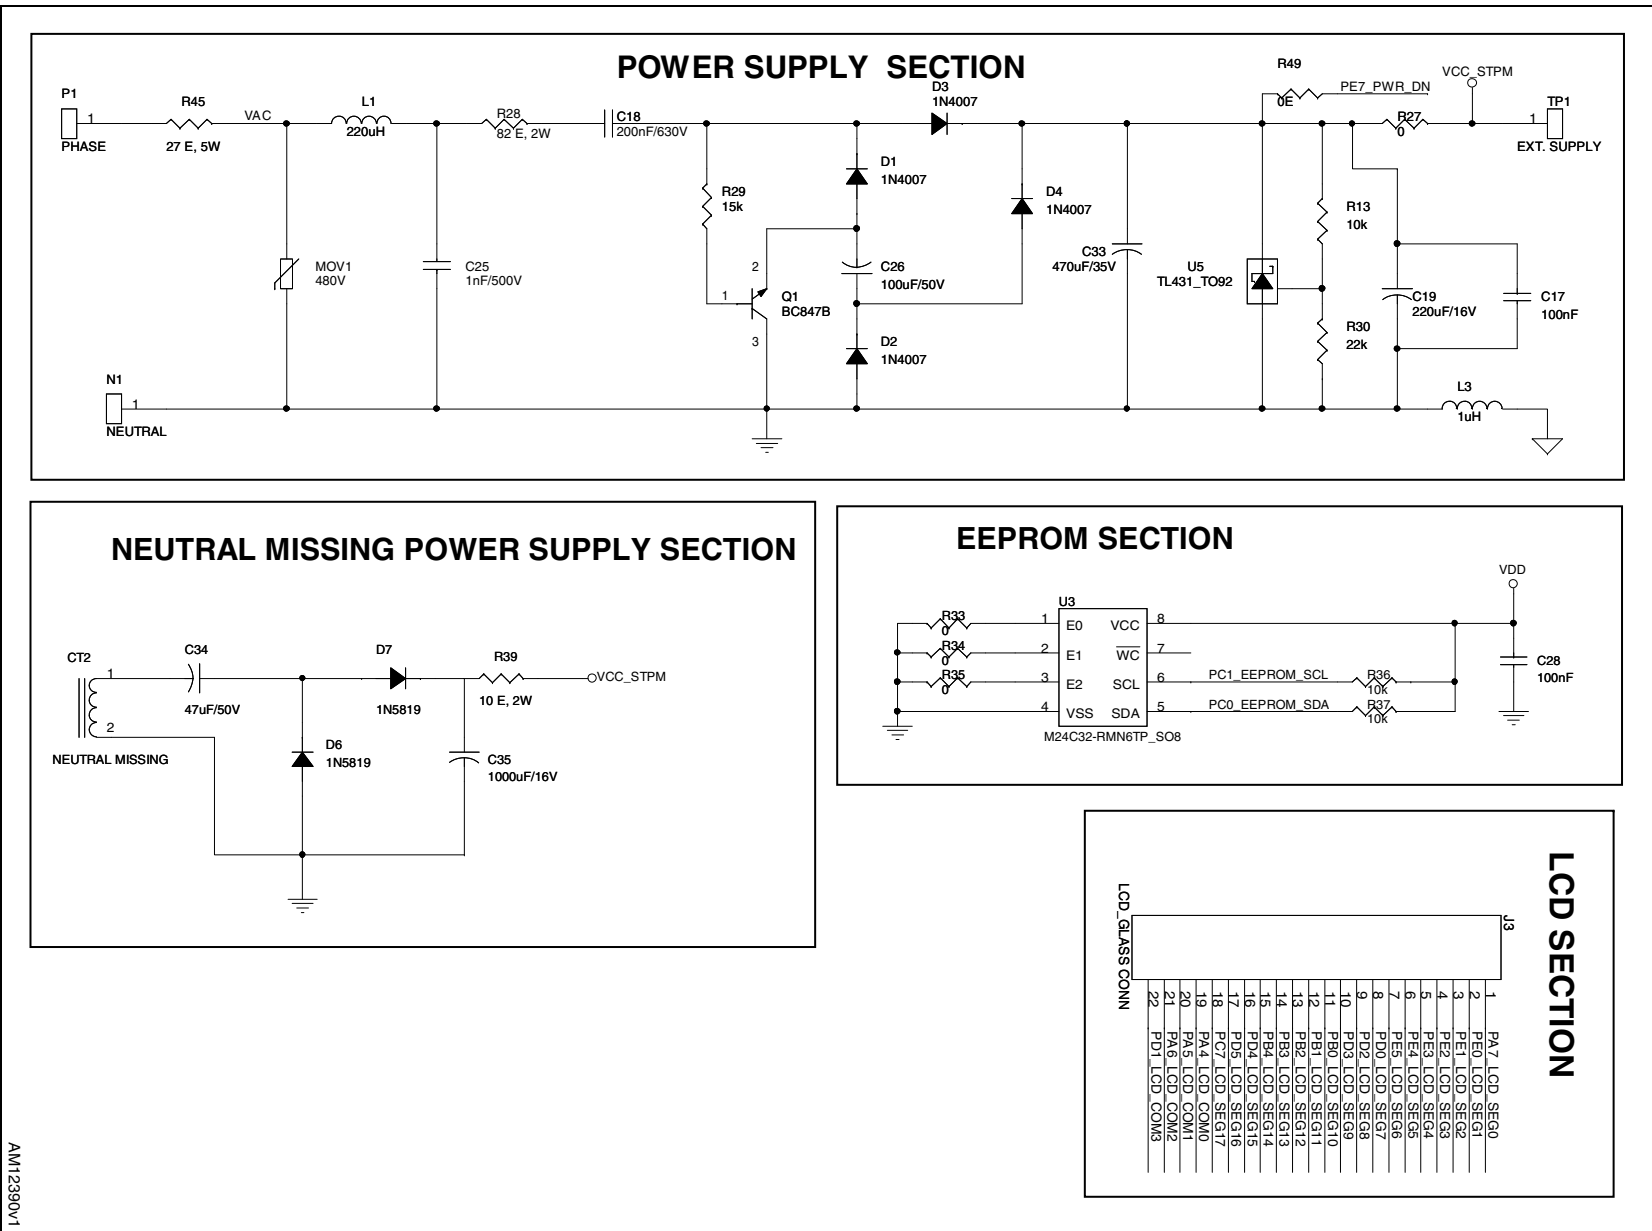 POWER SUPPLY SECTION
P1
1
PHASE
R45
27 E, 5W
VAC
L1
220uH
R28
82 E, 2W
C18
200nF/630V
D3
1N4007
R49
0E
PE7_PWR_DN
VCC_STPM
R27
0
TP1
1
EXT. SUPPLY
MOV1
480V
C25
1nF/500V
R29
15k
D1
1N4007
D4
1N4007
2
1
3
Q1
BC847B
C26
100uF/50V
D2
1N4007
C33
470uF/35V
U5
TL431_TO92
R13
10k
R30
22k
C19
220uF/16V
C17
100nF
N1
1
NEUTRAL
L3
1uH
NEUTRAL MISSING POWER SUPPLY SECTION
CT2
1
2
NEUTRAL MISSING
C34
47uF/50V
D7
1N5819
R39
10 E, 2W
VCC_STPM
D6
1N5819
C35
1000uF/16V
EEPROM SECTION
VDD
U3
R33
0
1
E0
VCC
8
R34
0
2
E1
WC
7
R35
0
3
E2
SCL
6
PC1_EEPROM_SCL
R36
10k
4
VSS
SDA
5
PC0_EEPROM_SDA
R37
10k
M24C32-RMN6TP_SO8
C28
100nF
LCD SECTION
J3
LCD_GLASS CONN
1 PA7_LCD_SEG0
2 PE0_LCD_SEG1
3 PE1_LCD_SEG2
4 PE2_LCD_SEG3
5 PE3_LCD_SEG4
6 PE4_LCD_SEG5
7 PE5_LCD_SEG6
8 PD0_LCD_SEG7
9 PD2_LCD_SEG8
10 PD3_LCD_SEG9
11 PB0_LCD_SEG10
12 PB1_LCD_SEG11
13 PB2_LCD_SEG12
14 PB3_LCD_SEG13
15 PB4_LCD_SEG14
16 PD4_LCD_SEG15
17 PD5_LCD_SEG16
18 PC7_LCD_SEG17
19 PA4_LCD_COM0
20 PA5_LCD_COM1
21 PA6_LCD_COM2
22 PD1_LCD_COM3
AM12390v1